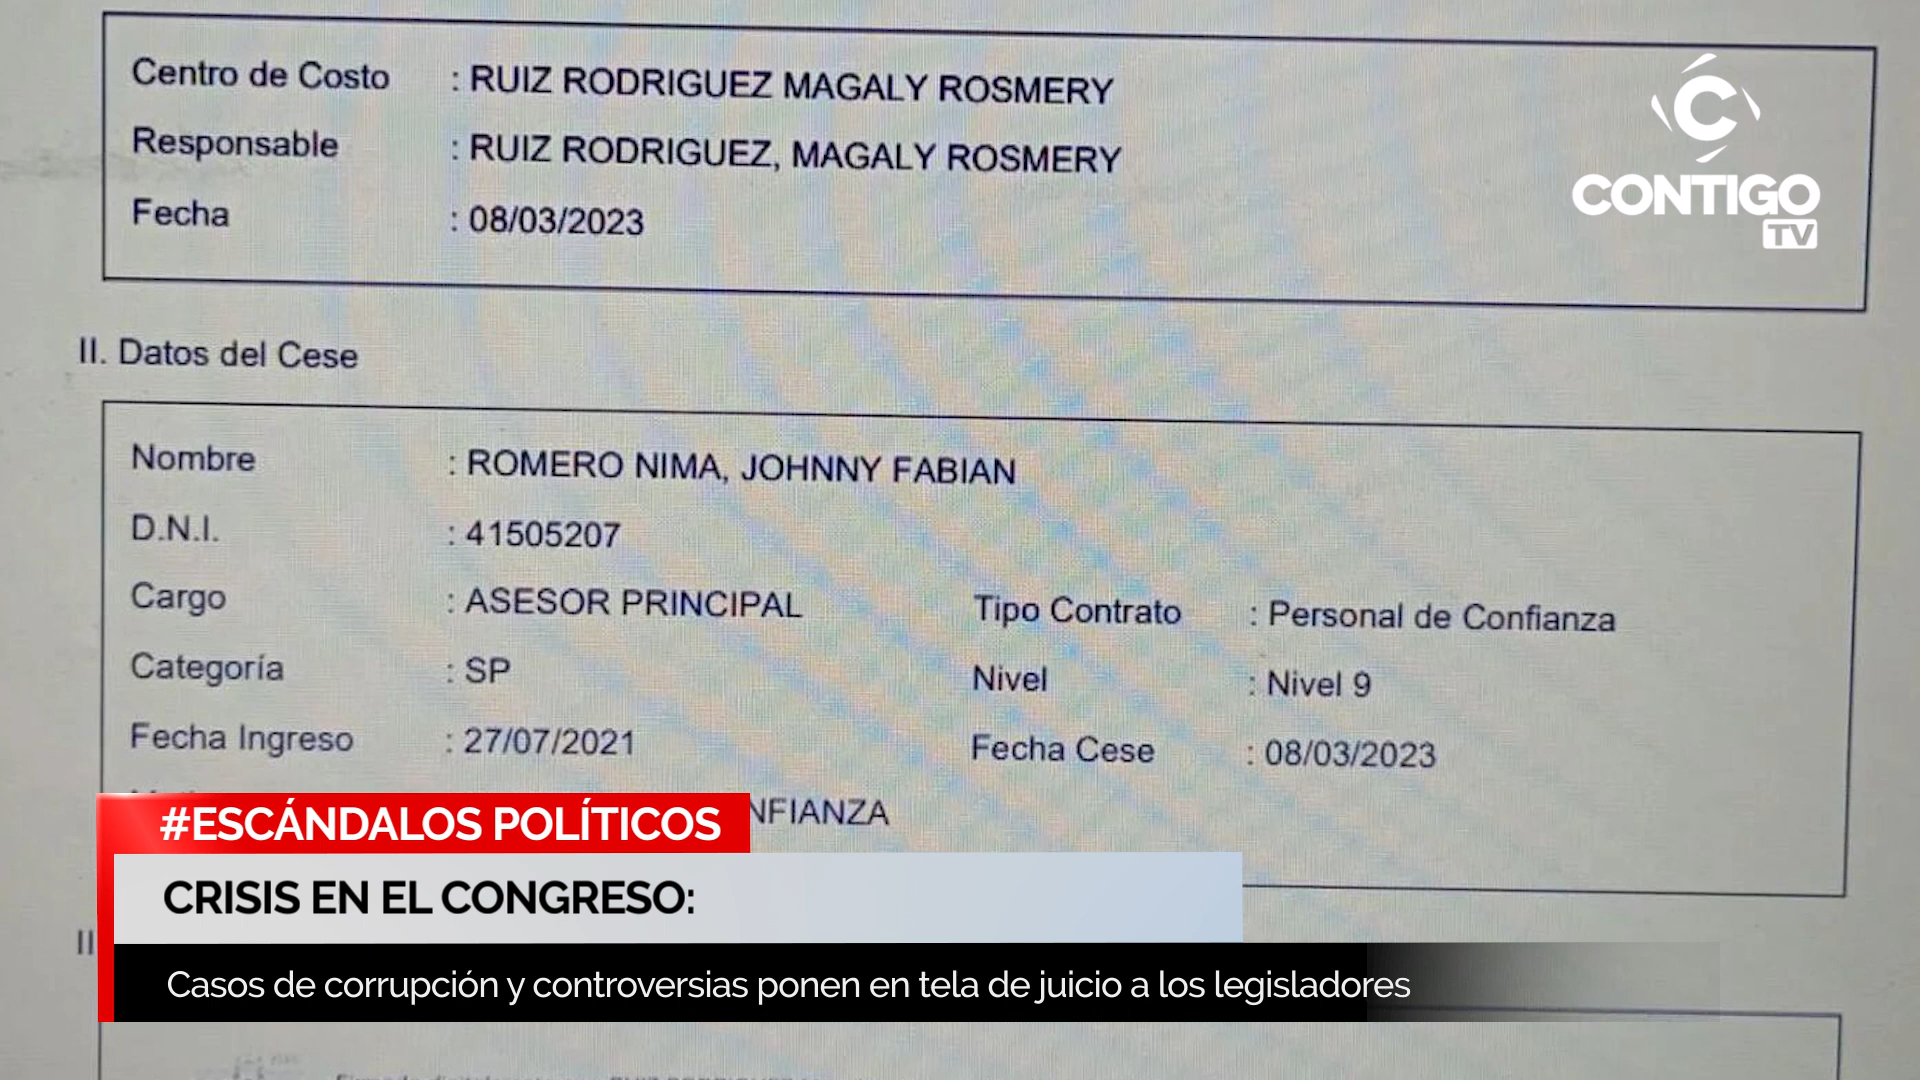 Centro de Costo : RUIZ RODRIGUEZ MAGALY ROSMERY
Responsable : RUIZ RODRIGUEZ, MAGALY ROSMERY
Fecha : 08/03/2023
CONTIGO
TV
II. Datos del Cese
Nombre : ROMERO NIMA, JOHNNY FABIAN
D.N.I. : 41505207
Cargo : ASESOR PRINCIPAL Tipo Contrato : Personal de Confianza
Categoría : SP Nivel : Nivel 9
Fecha Ingreso : 27/07/2021 Fecha Cese : 08/03/2023
NFIANZA
#ESCÁNDALOS POLÍTICOS
CRISIS EN EL CONGRESO:
II
Casos de corrupción y controversias ponen en tela de juicio a los legisladores